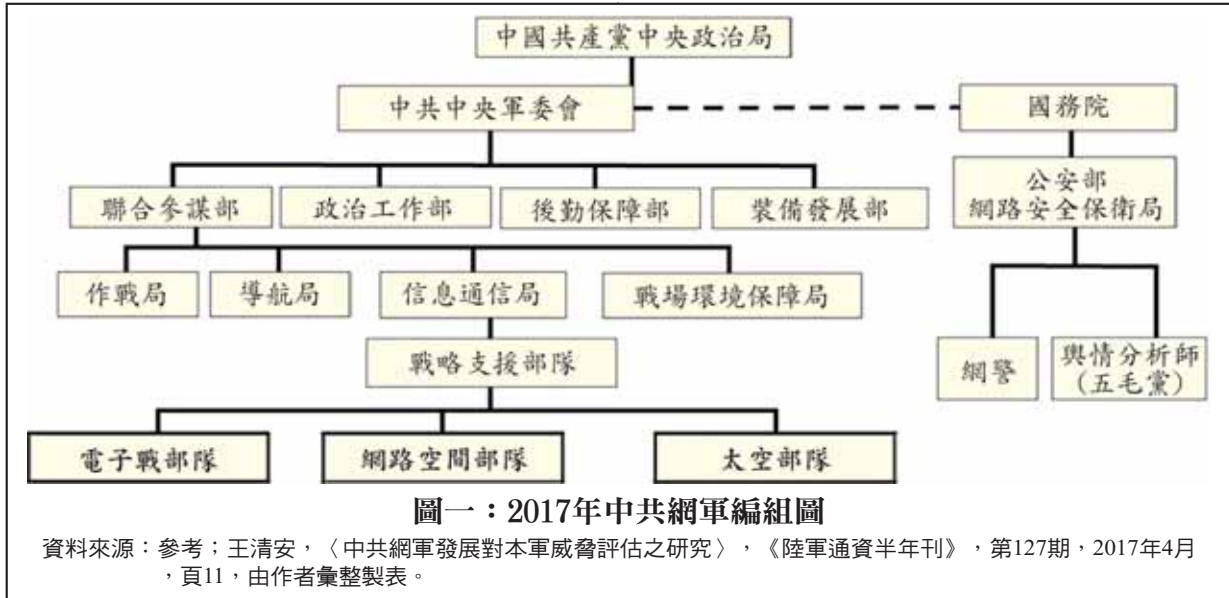 中國共產黨中央政治局
中共中央軍委會
國務院
聯合參謀部
政治工作部
後勤保障部
裝備發展部
公安部
網路安全保衛局
作戰局
導航局
信息通信局
戰場環境保障局
戰略支援部隊
網警
輿情分析師
(五毛黨)
電子戰部隊
網路空間部隊
太空部隊
圖一：2017年中共網軍編組圖
資料來源：參考；王清安，〈中共網軍發展對本軍威脅評估之研究〉，《陸軍通資半年刊》，第127期，2017年4月
，頁11，由作者彙整製表。